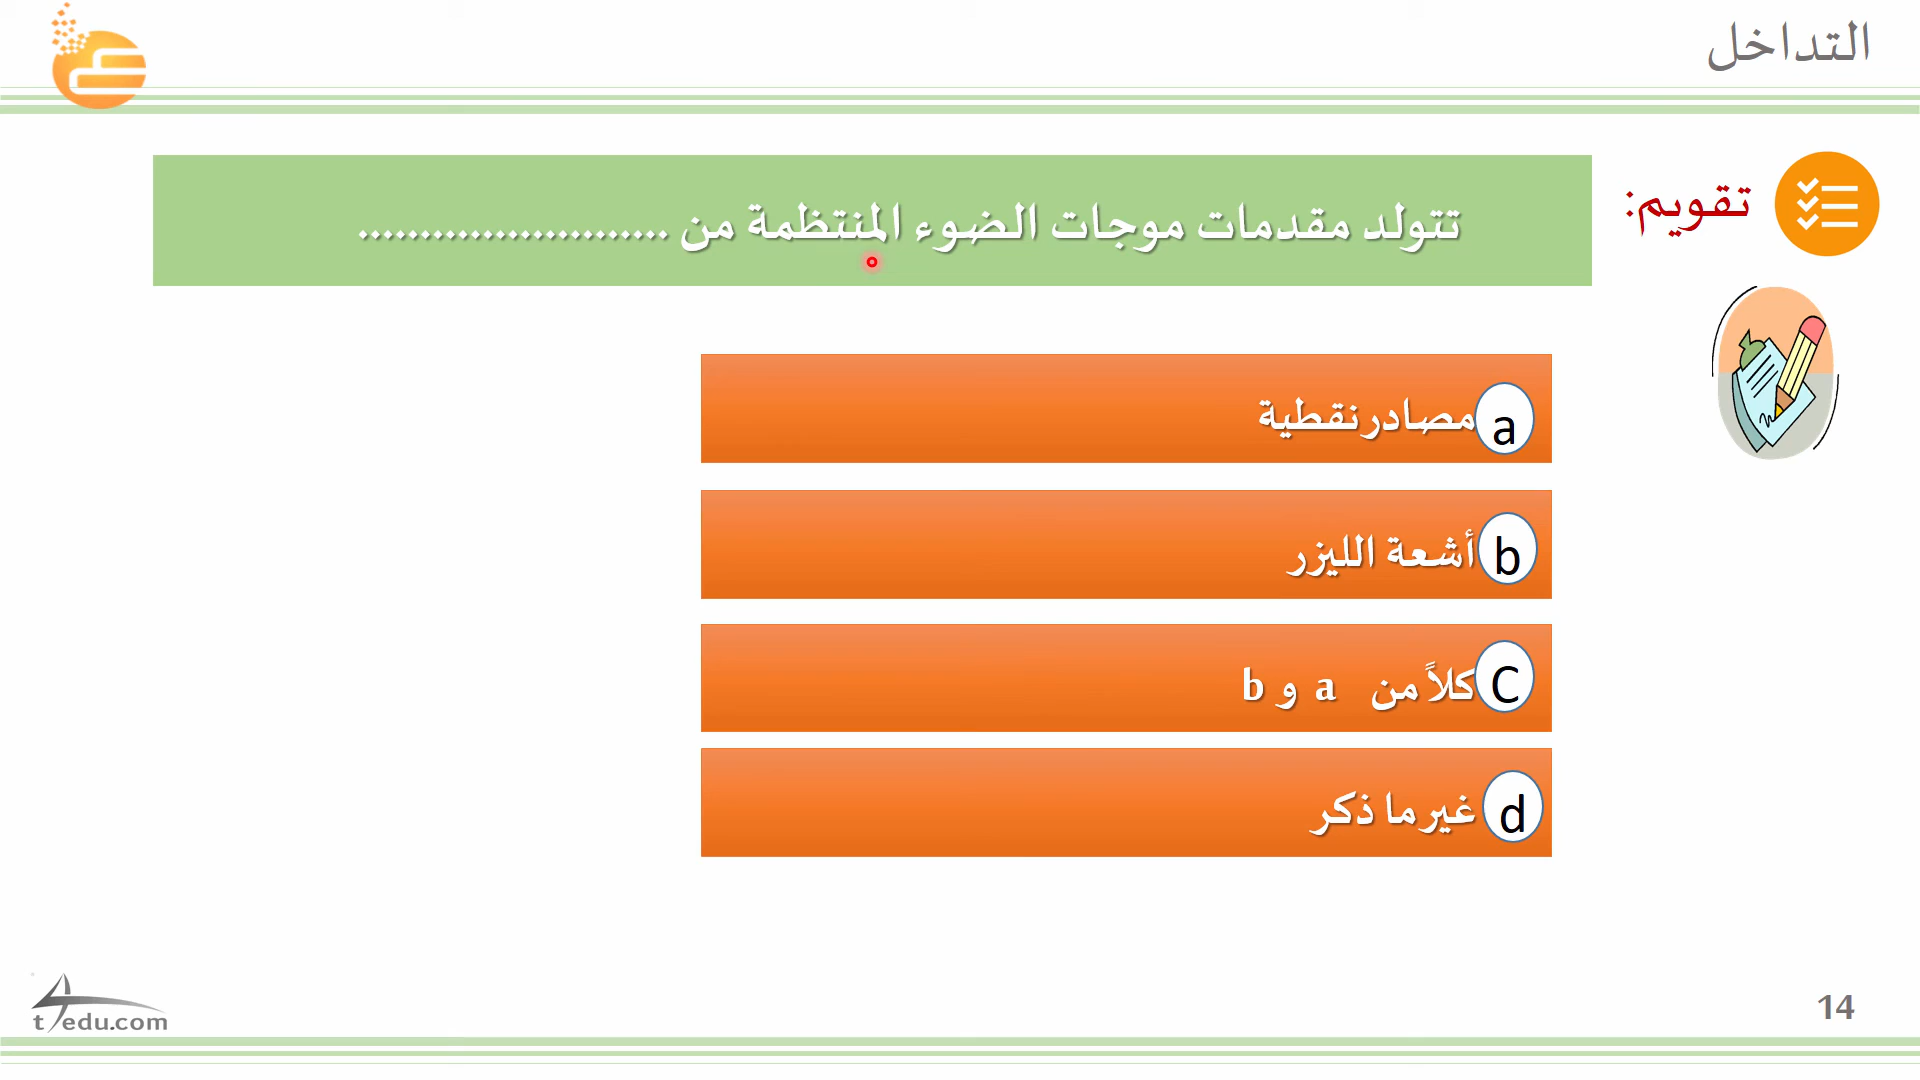 التداخل
تقويم:
تتولد مقدمات موجات الضوء المنتظمة من .........................
a مصادر نقطية
b أشعة الليزر
C كلاً من a و b
d غير ما ذكر
t4edu.com
14